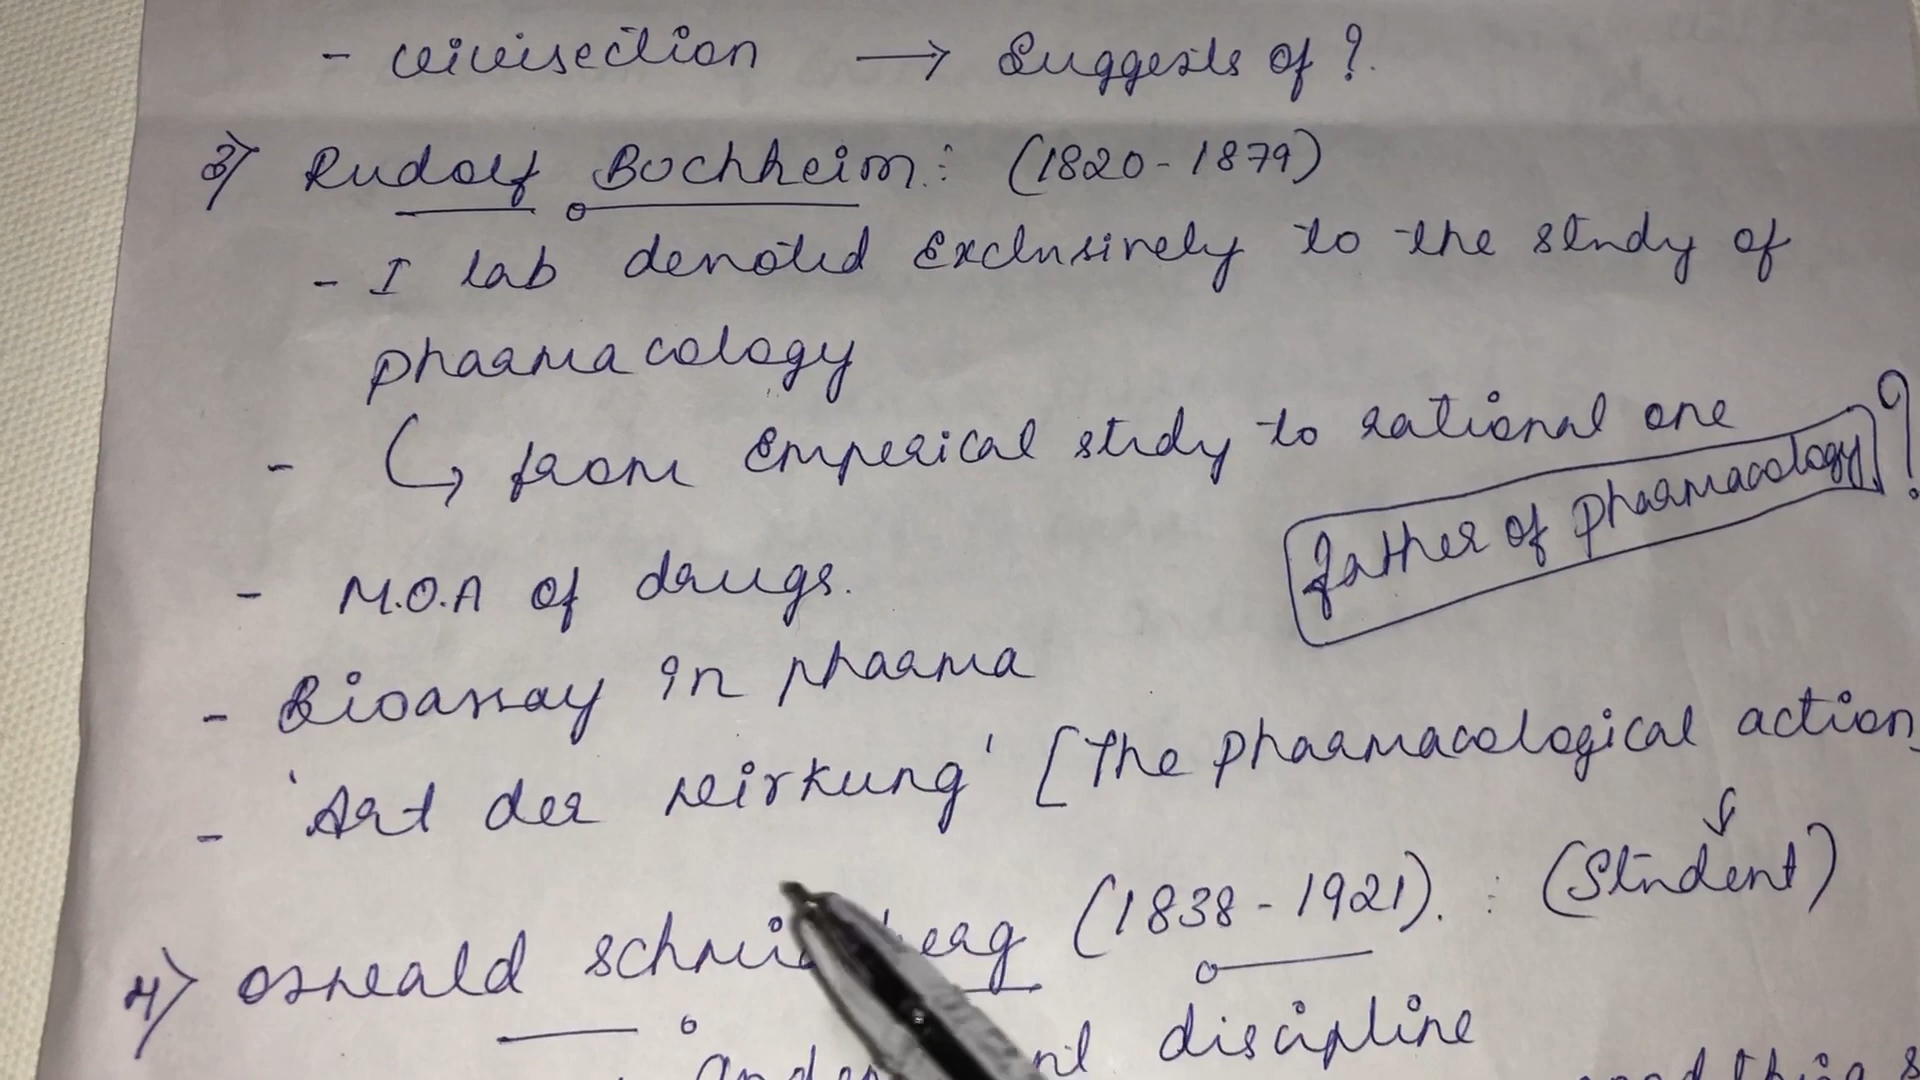 - vivisection → Suggests of ?
3) Rudolf Buchheim: (1820-1879)
- I lab devoted Exclusively to the study of
pharmacology
- ↳ from Emperical study to rational one
father of pharmacology ?
- M.O.A of drugs.
- Bioassay in pharma
- 'Art der wirkung' [The pharmacological action
4) Osweald schmiedberg (1838-1921). : (Student)
discipline